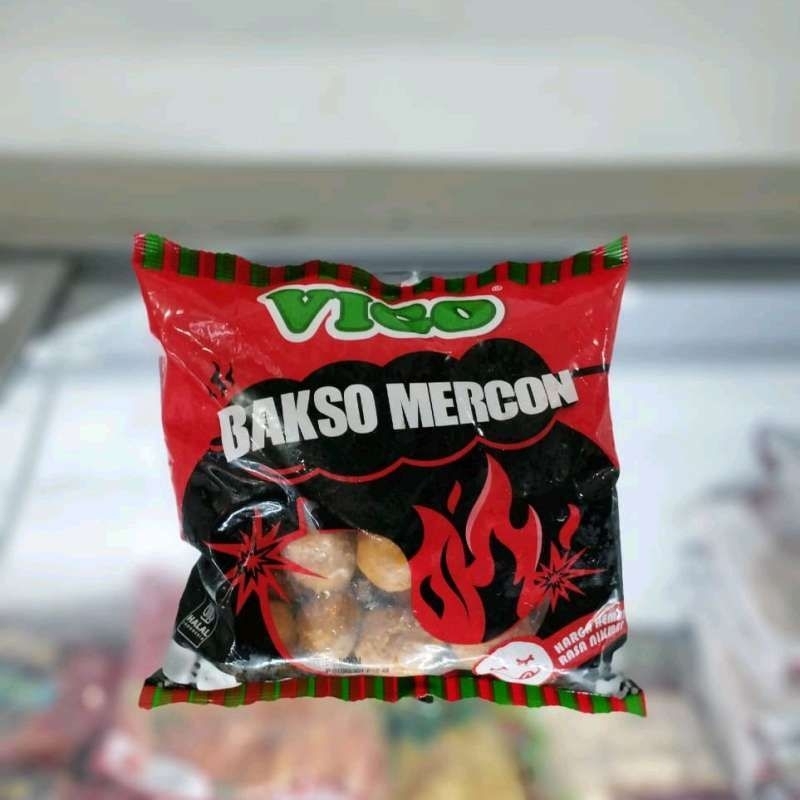 VIGO
BAKSO MERCON
HALAL
HARGA HEMAT
RASA NIKMAT